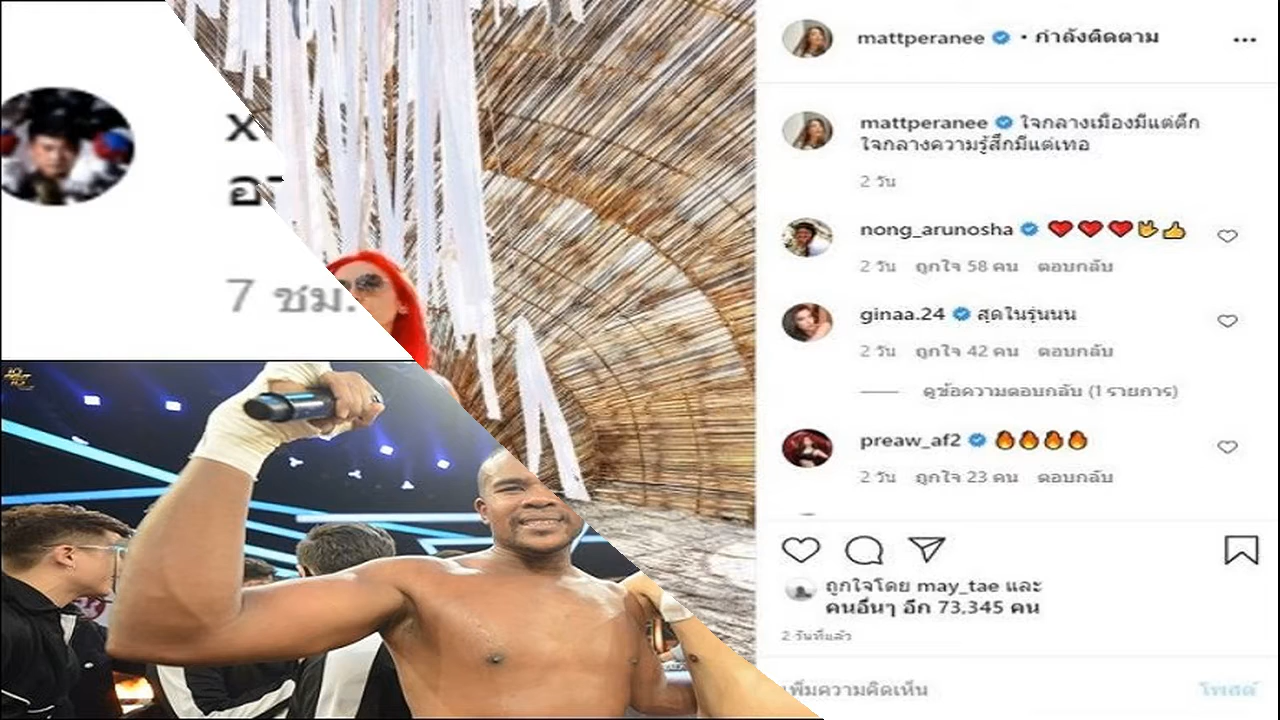 x
7 ชม.
mattperanee • กำลังติดตาม
mattperanee ใจกลางเมืองมีแต่ตึก
ใจกลางความรู้สึกมีแต่เทอ
2 วัน
nong_arunosha ❤️❤️❤️🤟👍
2 วัน ถูกใจ 58 คน ตอบกลับ
ginaa.24 สุดในรุ่นนน
2 วัน ถูกใจ 42 คน ตอบกลับ
ดูข้อความตอบกลับ (1 รายการ)
preaw_af2 🔥🔥🔥🔥
2 วัน ถูกใจ 23 คน ตอบกลับ
ถูกใจโดย may_tae และ
คนอื่นๆ อีก 73,345 คน
2 วันที่แล้ว
เพิ่มความคิดเห็น โพสต์